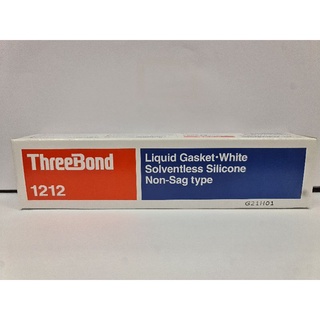 ThreeBond
1212
Liquid Gasket·White
Solventless Silicone
Non-Sag type
G21H01